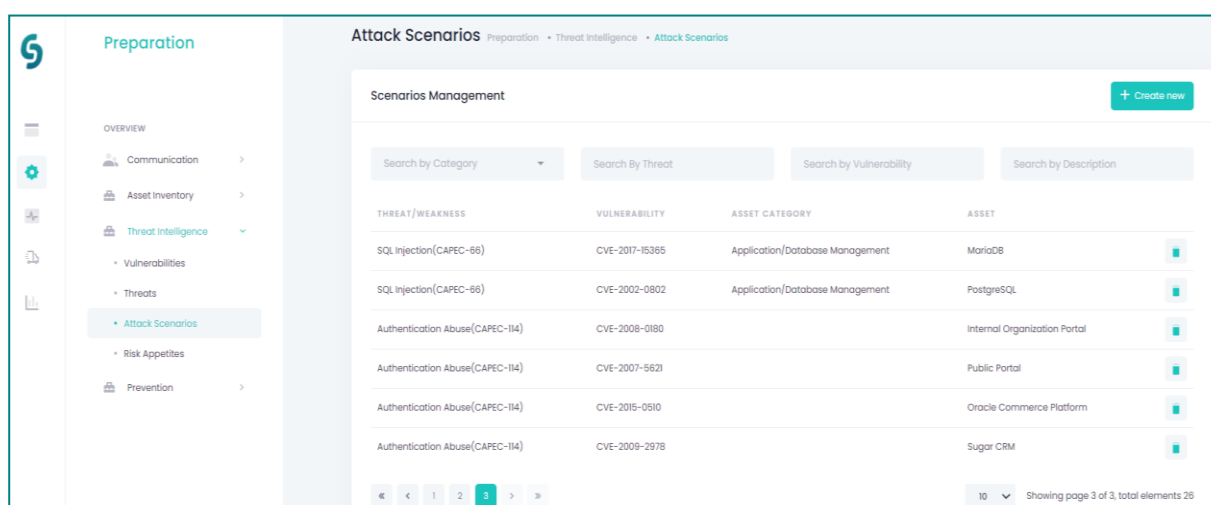 Preparation
OVERVIEW
Communication
Asset Inventory
Threat Intelligence
Vulnerabilities
Threats
Attack Scenarios
Risk Appetites
Prevention
Attack Scenarios Preparation • Threat Intelligence • Attack Scenarios
Scenarios Management
+ Create new
Search by Category Search By Threat Search by Vulnerability Search by Description
THREAT/WEAKNESS VULNERABILITY ASSET CATEGORY ASSET
SQL Injection(CAPEC-66) CVE-2017-15365 Application/Database Management MariaDB
SQL Injection(CAPEC-66) CVE-2002-0802 Application/Database Management PostgreSQL
Authentication Abuse(CAPEC-114) CVE-2008-0180 Internal Organization Portal
Authentication Abuse(CAPEC-114) CVE-2007-5621 Public Portal
Authentication Abuse(CAPEC-114) CVE-2015-0510 Oracle Commerce Platform
Authentication Abuse(CAPEC-114) CVE-2009-2978 Sugar CRM
« < 1 2 3 > » 10 Showing page 3 of 3, total elements 26